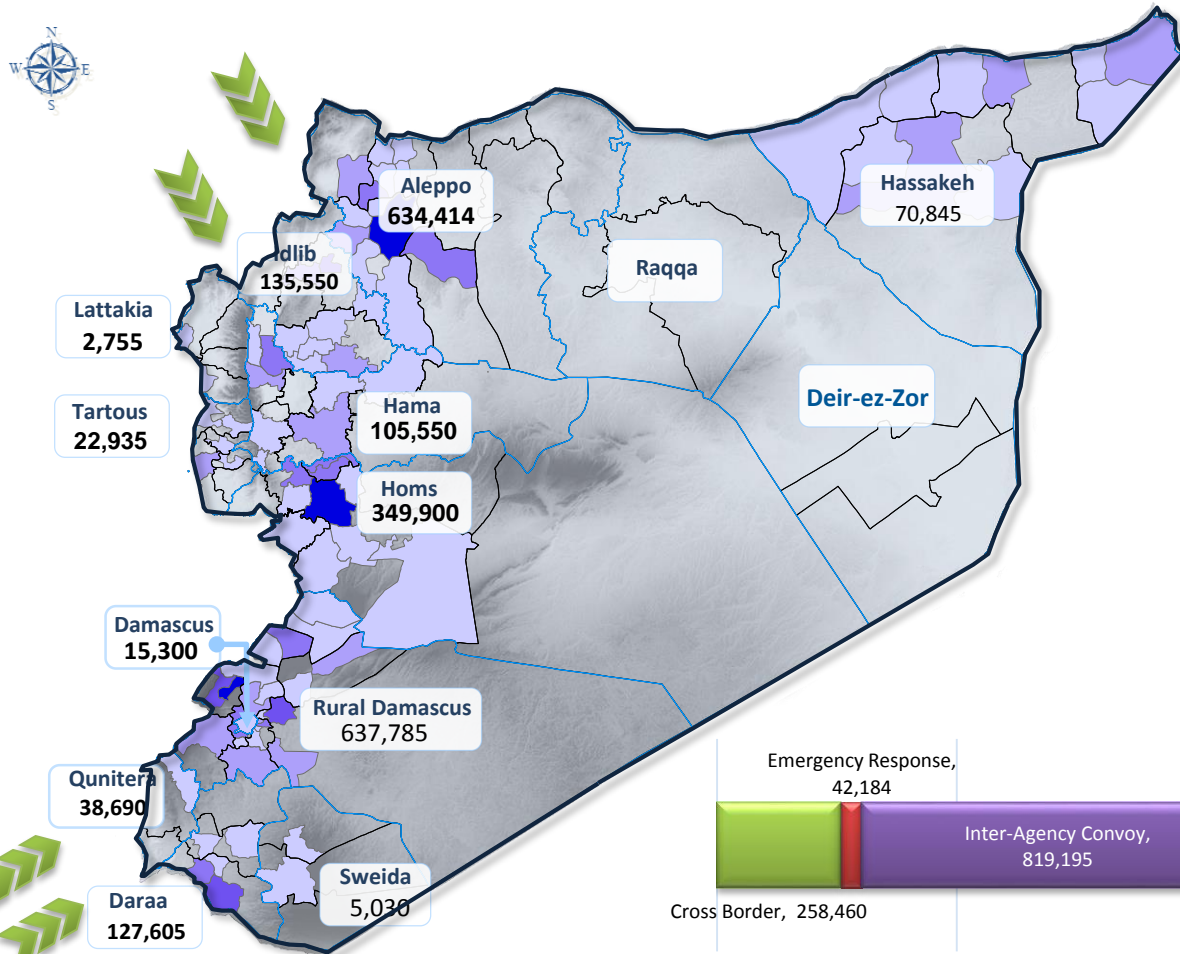 N
W E
S
Aleppo
634,414
Hassakeh
70,845
Idlib
135,550
Raqqa
Lattakia
2,755
Deir-ez-Zor
Tartous
22,935
Hama
105,550
Homs
349,900
Damascus
15,300
Rural Damascus
637,785
Qunitera
38,690
Emergency Response,
42,184
Inter-Agency Convoy,
819,195
Cross Border, 258,460
Sweida
5,030
Daraa
127,605